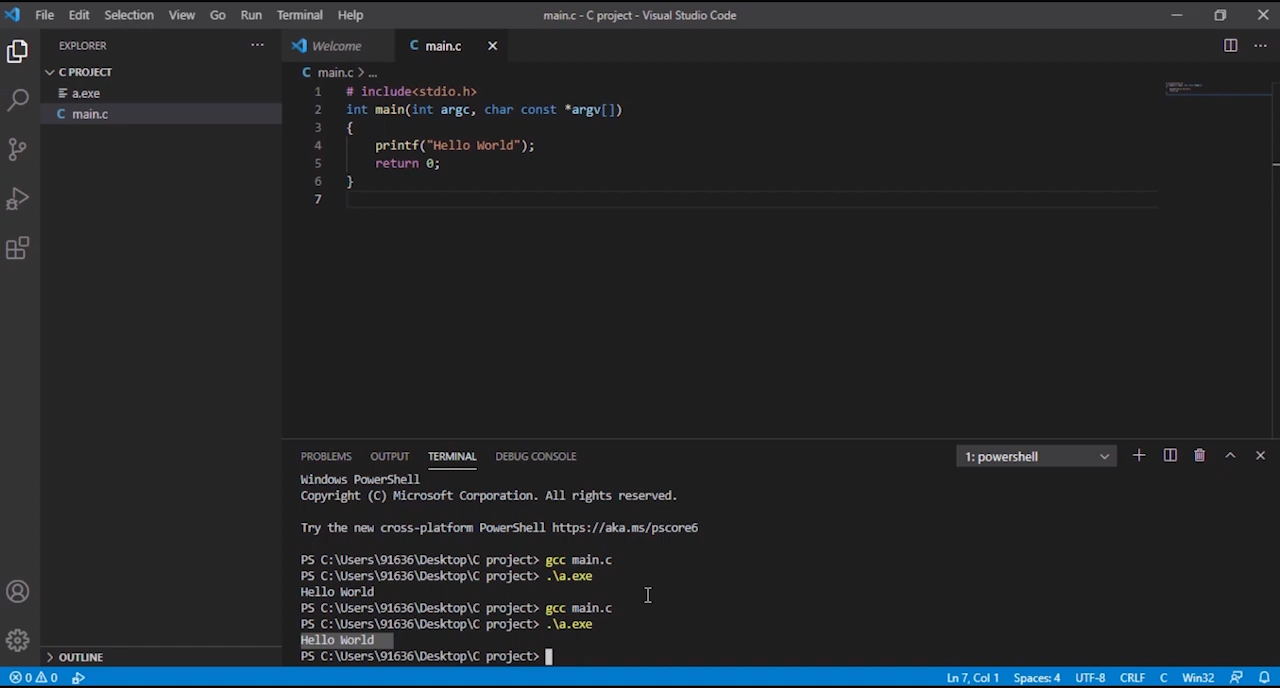 File Edit Selection View Go Run Terminal Help
main.c - C project - Visual Studio Code
EXPLORER
Welcome
C main.c
C PROJECT
a.exe
C main.c
C main.c > ...
1 # include<stdio.h>
2 int main(int argc, char const *argv[])
3 {
4 printf("Hello World");
5 return 0;
6 }
7
PROBLEMS OUTPUT TERMINAL DEBUG CONSOLE
1: powershell
Windows PowerShell
Copyright (C) Microsoft Corporation. All rights reserved.
Try the new cross-platform PowerShell https://aka.ms/pscore6
PS C:\Users\91636\Desktop\C project> gcc main.c
PS C:\Users\91636\Desktop\C project> .\a.exe
Hello World
PS C:\Users\91636\Desktop\C project> gcc main.c
PS C:\Users\91636\Desktop\C project> .\a.exe
Hello World
PS C:\Users\91636\Desktop\C project>
OUTLINE
0 0
Ln 7, Col 1 Spaces: 4 UTF-8 CRLF C Win32